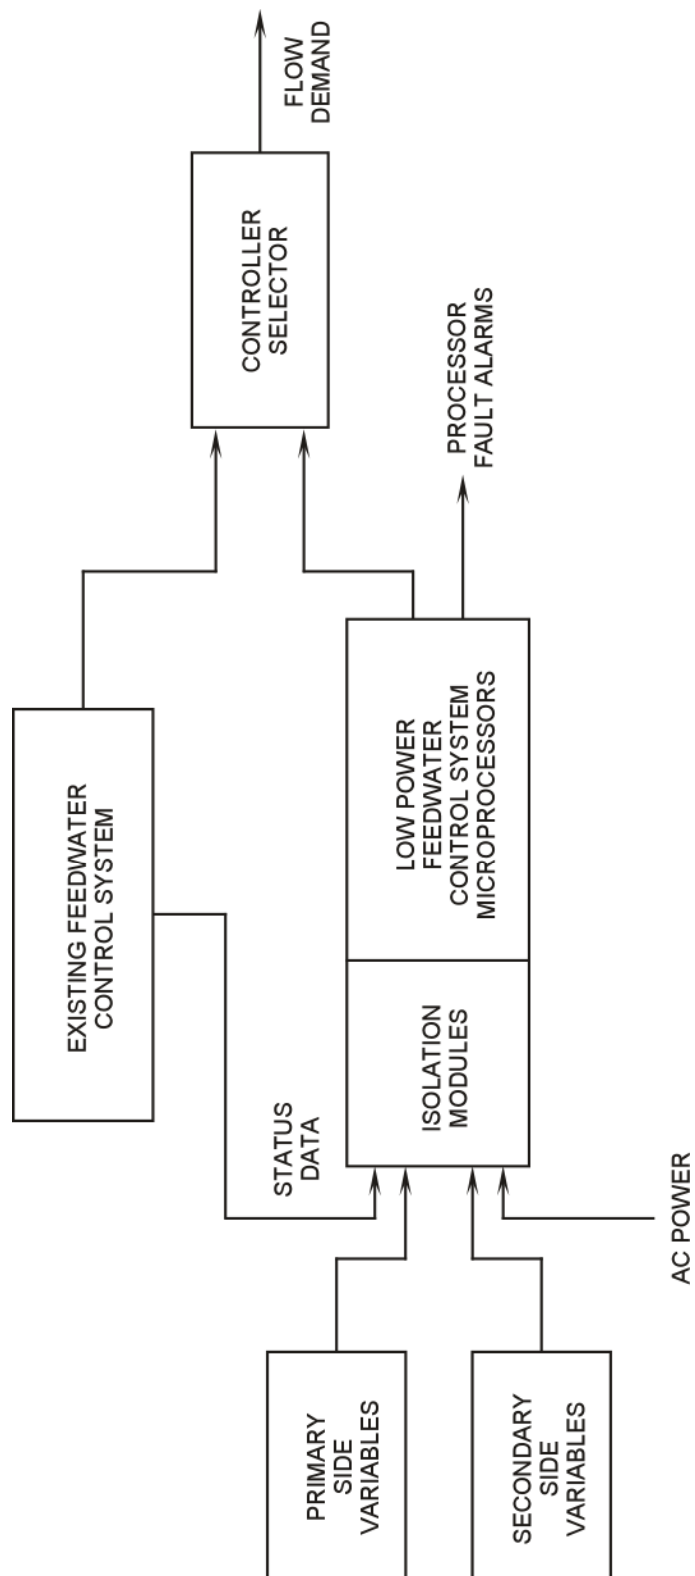 EXISTING FEEDWATER
CONTROL SYSTEM
CONTROLLER
SELECTOR
FLOW
DEMAND
STATUS
DATA
PRIMARY
SIDE
VARIABLES
ISOLATION
MODULES
LOW POWER
FEEDWATER
CONTROL SYSTEM
MICROPROCESSORS
PROCESSOR
FAULT ALARMS
SECONDARY
SIDE
VARIABLES
AC POWER